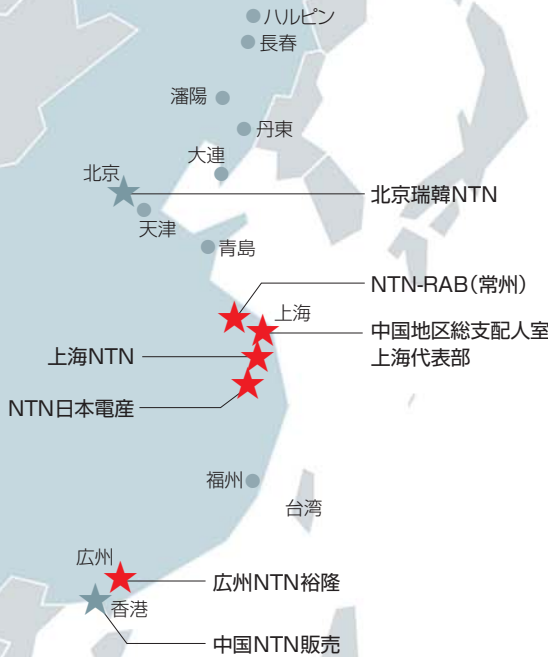 ハルピン
長春
瀋陽
丹東
大連
北京
北京瑞韓NTN
天津
青島
NTN-RAB(常州)
上海
中国地区総支配人室
上海代表部
上海NTN
NTN日本電産
福州
台湾
広州
広州NTN裕隆
香港
中国NTN販売